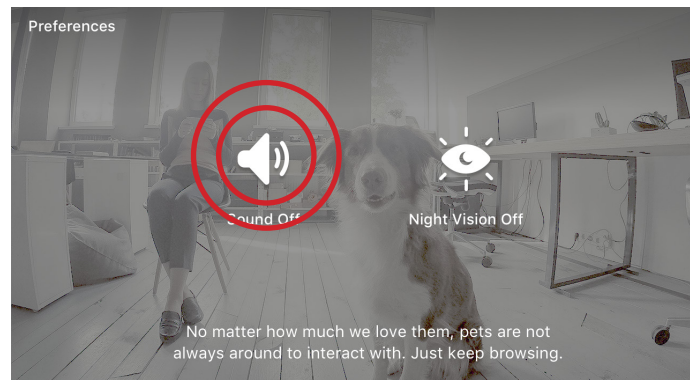 Preferences
Sound Off
Night Vision Off
No matter how much we love them, pets are not
always around to interact with. Just keep browsing.